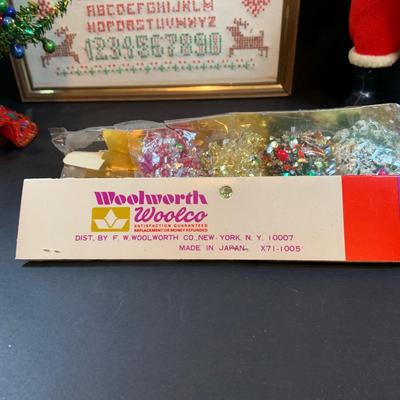 ABCDEFGHIJKLM
NOPQRSTUVWXYZ
1234567890
Woolworth
Woolco
SATISFACTION GUARANTEED
REPLACEMENT OR MONEY REFUNDED
DIST. BY F. W. WOOLWORTH CO., NEW YORK, N. Y. 10007
MADE IN JAPAN X71-1005